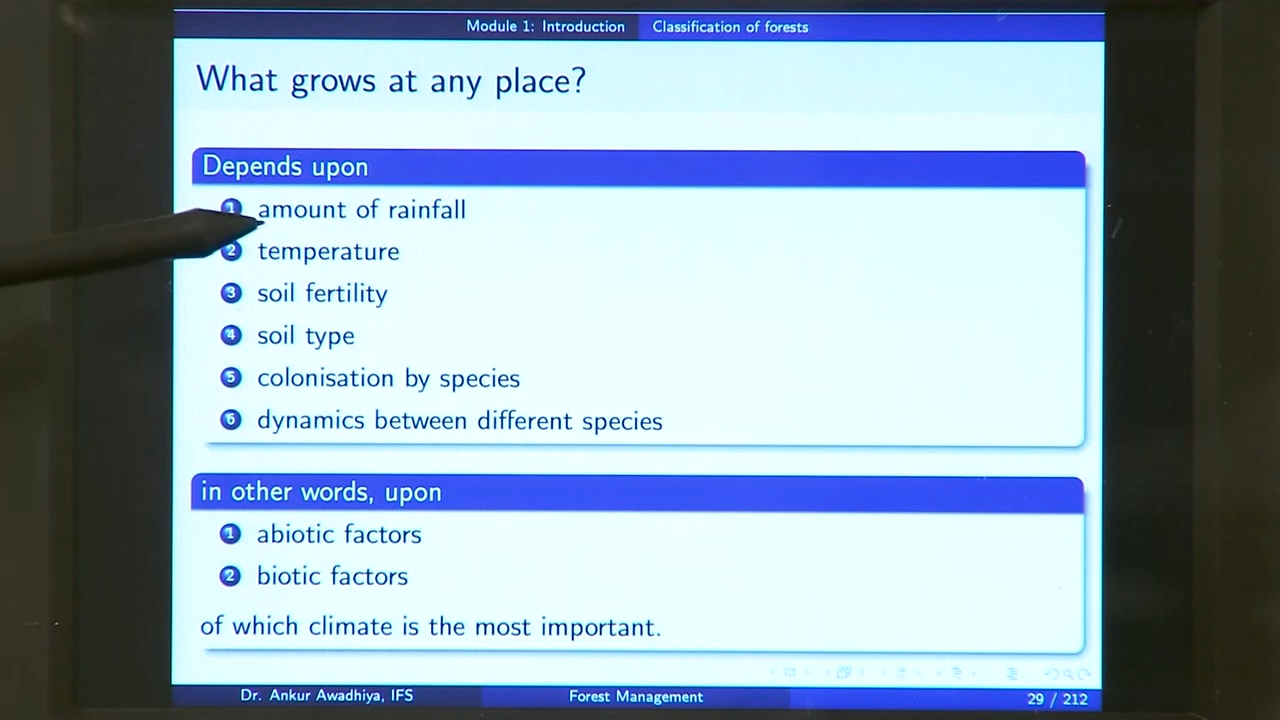 Module 1: Introduction Classification of forests
What grows at any place?
Depends upon
1 amount of rainfall
2 temperature
3 soil fertility
4 soil type
5 colonisation by species
6 dynamics between different species
in other words, upon
1 abiotic factors
2 biotic factors
of which climate is the most important.
Dr. Ankur Awadhiya, IFS Forest Management 29 / 212